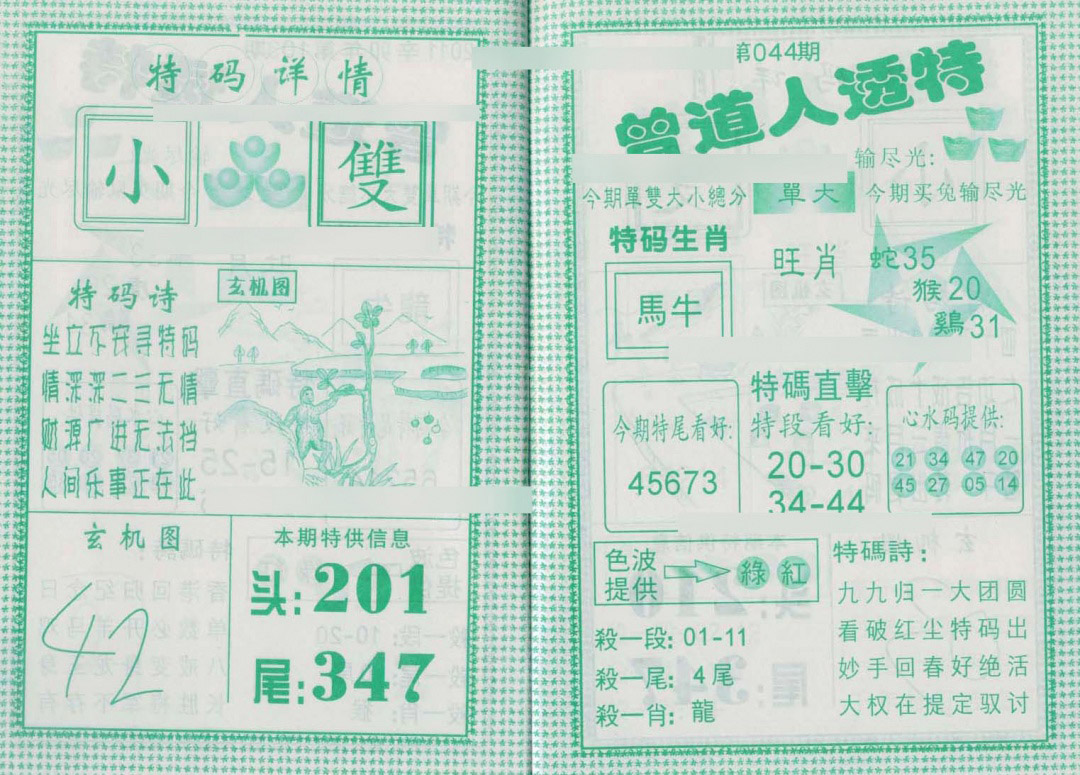 特码详情
小 雙
特码诗
玄机图
坐立不安寻特码
情深深二三无情
财源广进无去档
人间乐事正在此
玄机图
42
本期特供信息
头:201
尾:347
第044期
曾道人透特
输尽光:
今期單雙大小總分 單大 今期买兔输尽光
特码生肖
馬牛
旺肖
蛇35
猴20
鷄31
今期特尾看好:
45673
特碼直擊
特段看好:
20-30
34-44
心水码提供:
21 34 47 20
45 27 05 14
色波
提供
綠 紅
殺一段: 01-11
殺一尾: 4尾
殺一肖: 龍
特碼詩:
九九归一大团圆
看破红尘特码出
妙手回春好绝活
大权在提定驭讨